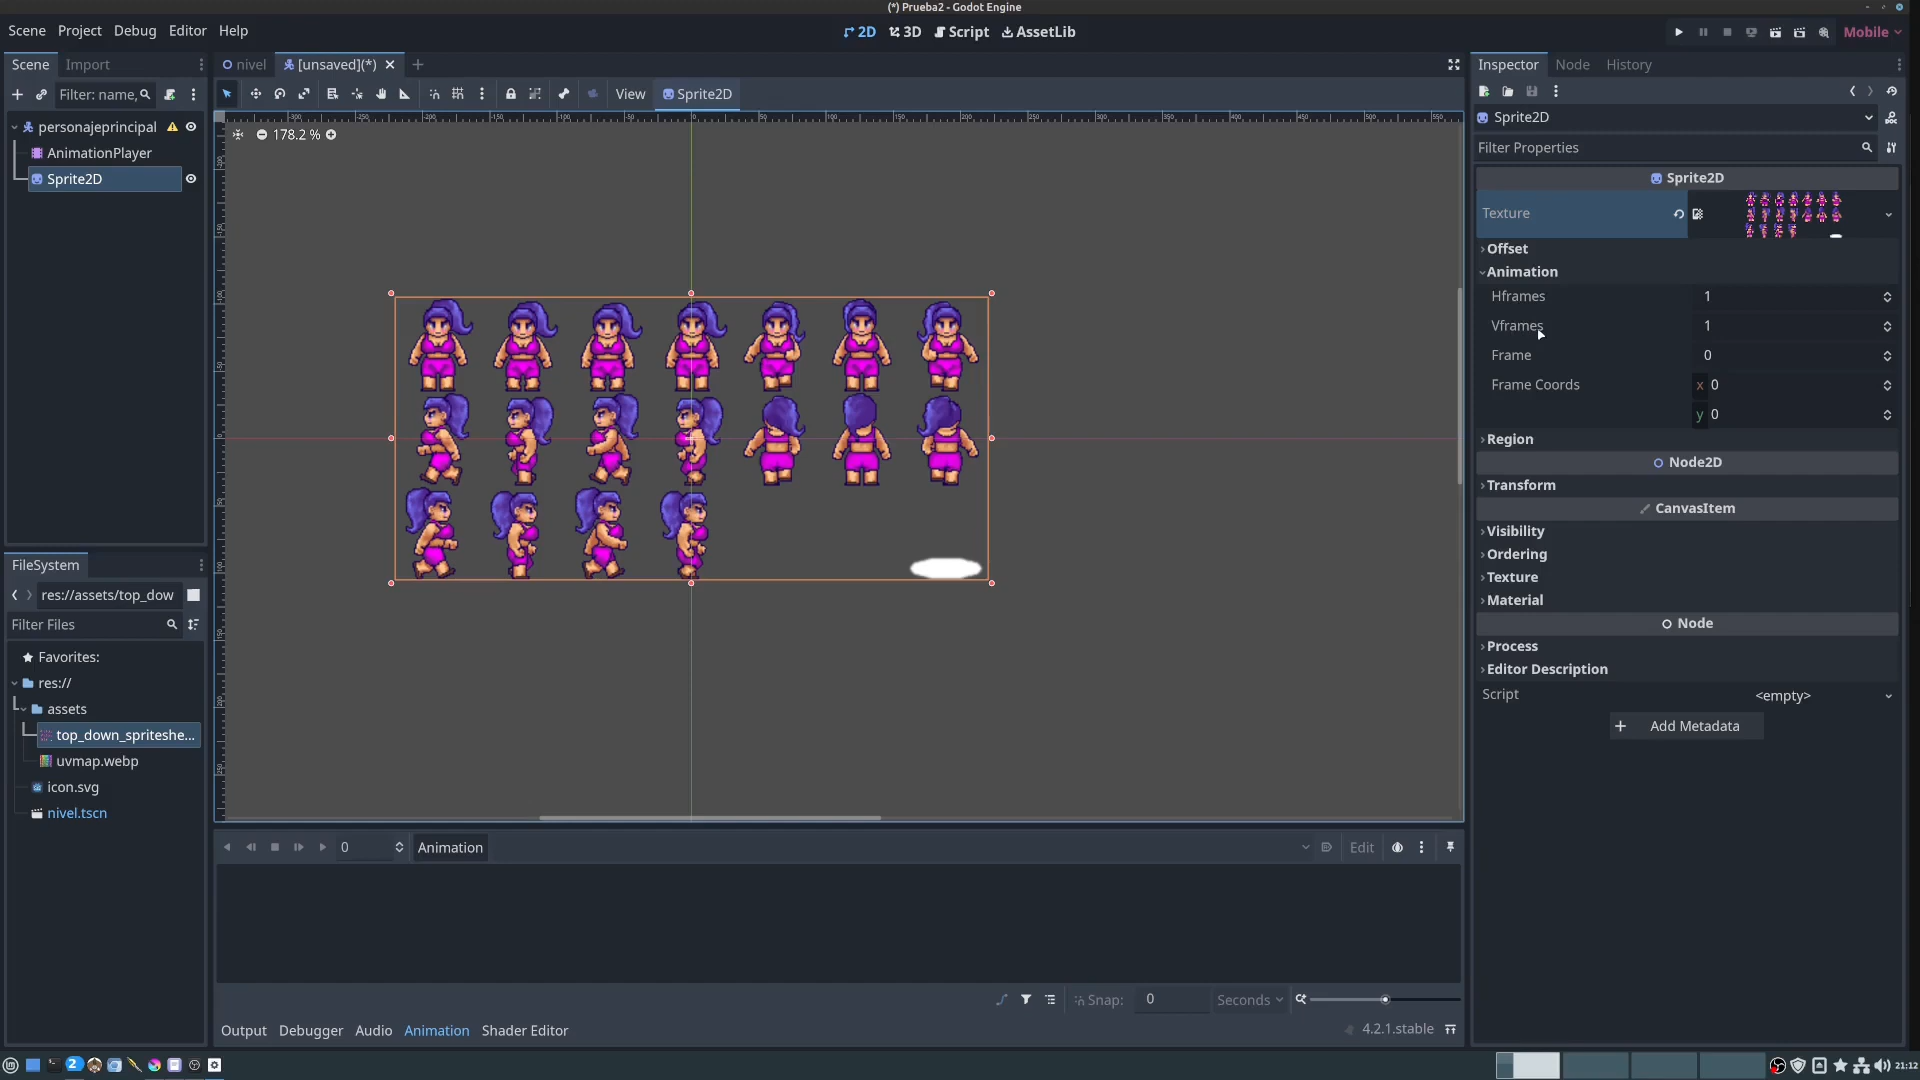 (*) Prueba2 - Godot Engine
Scene Project Debug Editor Help
2D 3D Script AssetLib
Mobile
Scene Import
nivel [unsaved](*)
Inspector Node History
Filter: name,
View Sprite2D
personajeprincipal
AnimationPlayer
Sprite2D
178.2 %
Sprite2D
Filter Properties
Sprite2D
Texture
Offset
Animation
Hframes 1
Vframes 1
Frame 0
Frame Coords x 0
y 0
Region
Node2D
Transform
CanvasItem
Visibility
Ordering
Texture
Material
Node
Process
Editor Description
Script <empty>
+ Add Metadata
FileSystem
res://assets/top_dow
Filter Files
Favorites:
res://
assets
top_down_spriteshe...
uvmap.webp
icon.svg
nivel.tscn
0 Animation Edit
Snap: 0 Seconds
Output Debugger Audio Animation Shader Editor
4.2.1.stable
2
21:12